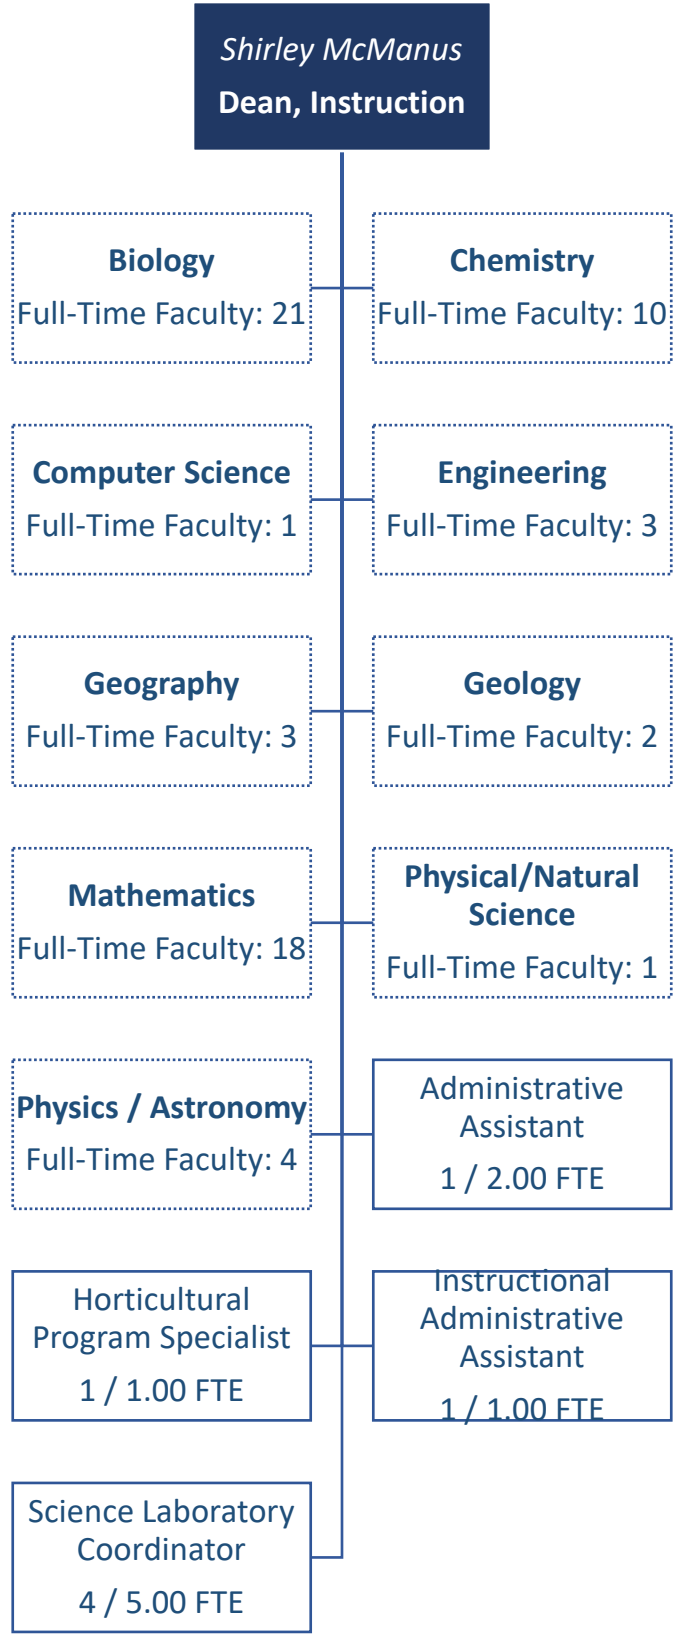 Shirley McManus
Dean, Instruction
Biology
Full-Time Faculty: 21
Chemistry
Full-Time Faculty: 10
Computer Science
Full-Time Faculty: 1
Engineering
Full-Time Faculty: 3
Geography
Full-Time Faculty: 3
Geology
Full-Time Faculty: 2
Mathematics
Full-Time Faculty: 18
Physical/Natural
Science
Full-Time Faculty: 1
Physics / Astronomy
Full-Time Faculty: 4
Administrative
Assistant
1 / 2.00 FTE
Horticultural
Program Specialist
1 / 1.00 FTE
Instructional
Administrative
Assistant
1 / 1.00 FTE
Science Laboratory
Coordinator
4 / 5.00 FTE